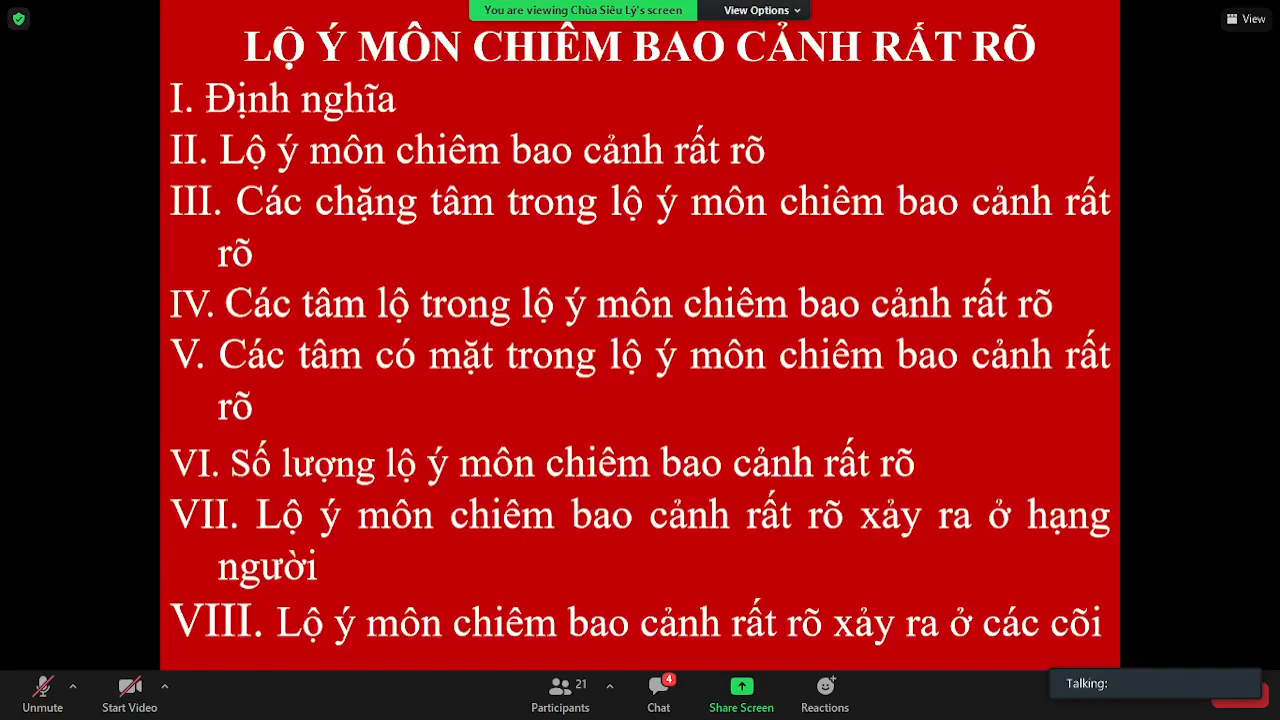 You are viewing Chùa Siêu Lý's screen
View Options
View
LỘ Ý MÔN CHIÊM BAO CẢNH RẤT RÕ
I. Định nghĩa
II. Lộ ý môn chiêm bao cảnh rất rõ
III. Các chặng tâm trong lộ ý môn chiêm bao cảnh rất
rõ
IV. Các tâm lộ trong lộ ý môn chiêm bao cảnh rất rõ
V. Các tâm có mặt trong lộ ý môn chiêm bao cảnh rất
rõ
VI. Số lượng lộ ý môn chiêm bao cảnh rất rõ
VII. Lộ ý môn chiêm bao cảnh rất rõ xảy ra ở hạng
người
VIII. Lộ ý môn chiêm bao cảnh rất rõ xảy ra ở các cõi
Unmute
Start Video
21
Participants
4
Chat
Share Screen
Reactions
Talking: